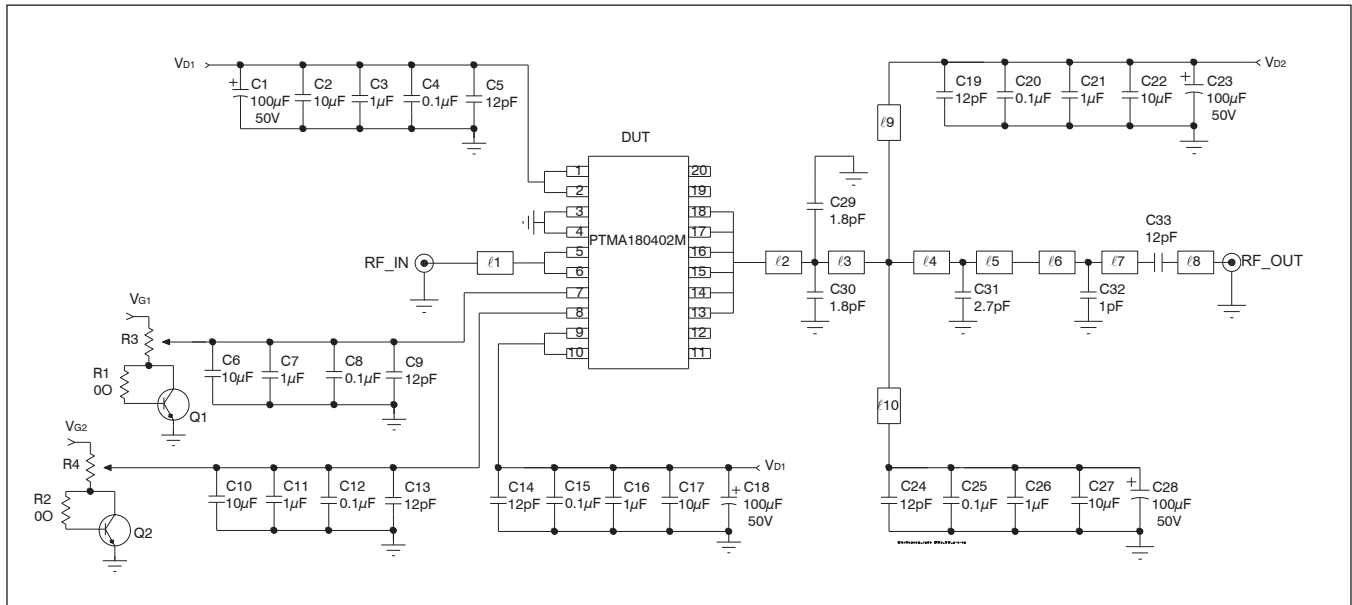 VD1
C1
100µF
50V
C2
10µF
C3
1µF
C4
0.1µF
C5
12pF
C19
12pF
C20
0.1µF
C21
1µF
C22
10µF
C23
100µF
50V
VD2
ℓ9
DUT
PTMA180402M
1
2
3
4
5
6
7
8
9
10
20
19
18
17
16
15
14
13
12
11
RF_IN
ℓ1
ℓ2
C29
1.8pF
C30
1.8pF
ℓ3
ℓ4
C31
2.7pF
ℓ5
ℓ6
C32
1pF
ℓ7
C33
12pF
ℓ8
RF_OUT
VG1
R3
R1
0O
Q1
C6
10µF
C7
1µF
C8
0.1µF
C9
12pF
VG2
R4
R2
0O
Q2
C10
10µF
C11
1µF
C12
0.1µF
C13
12pF
C14
12pF
C15
0.1µF
C16
1µF
C17
10µF
C18
100µF
50V
VD1
ℓ10
C24
12pF
C25
0.1µF
C26
1µF
C27
10µF
C28
100µF
50V